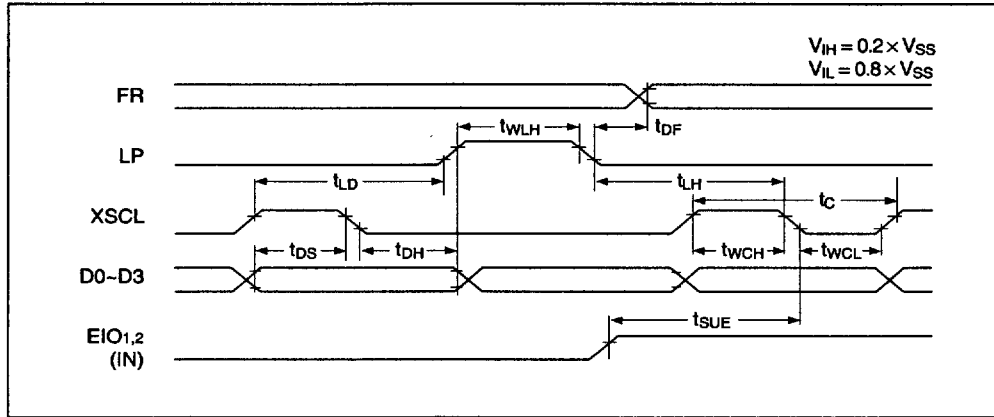 VIH = 0.2 × VSS
VIL = 0.8 × VSS
FR
tWLH
tDF
LP
tLD
tLH
tC
XSCL
tDS
tDH
tWCH
tWCL
D0~D3
tSUE
EIO1,2
(IN)